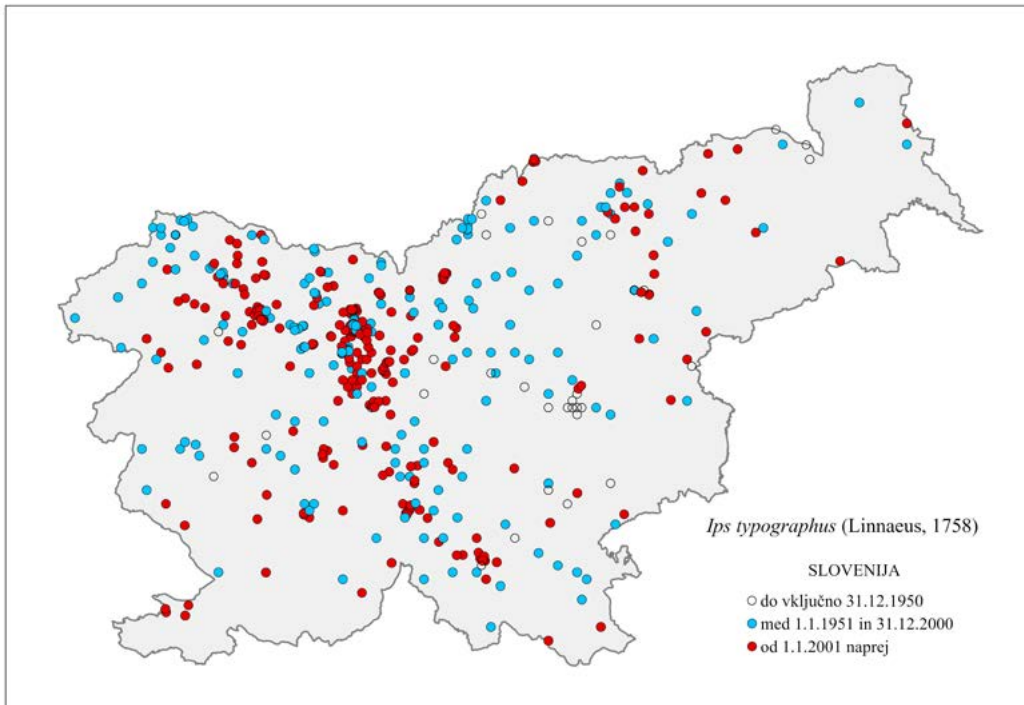 Ips typographus (Linnaeus, 1758)
SLOVENIJA
do vključno 31.12.1950
med 1.1.1951 in 31.12.2000
od 1.1.2001 naprej